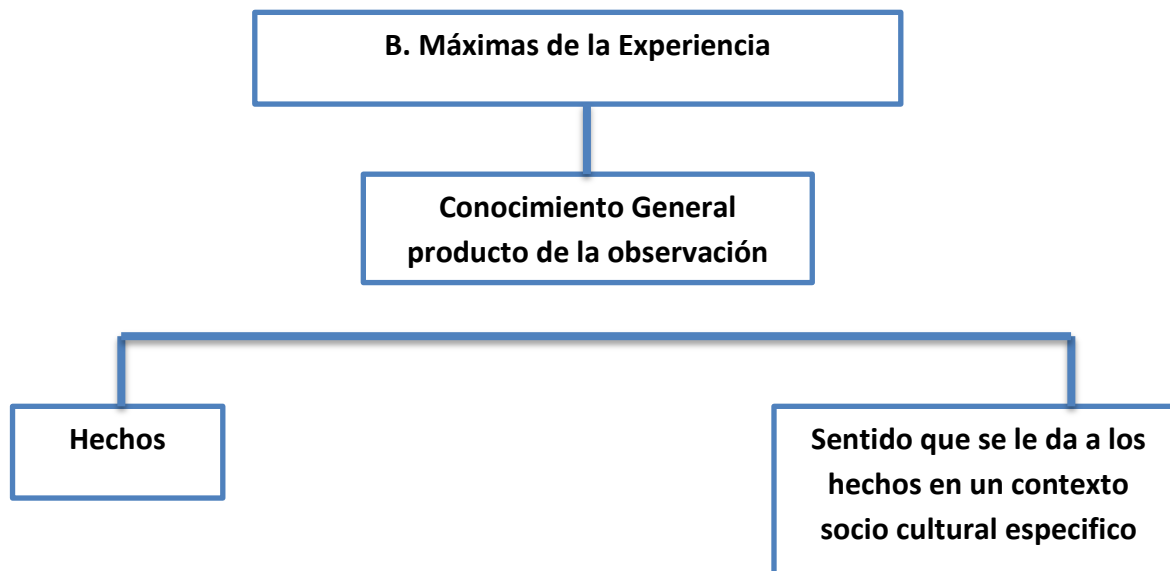 B. Máximas de la Experiencia
Conocimiento General
producto de la observación
Hechos
Sentido que se le da a los
hechos en un contexto
socio cultural especifico